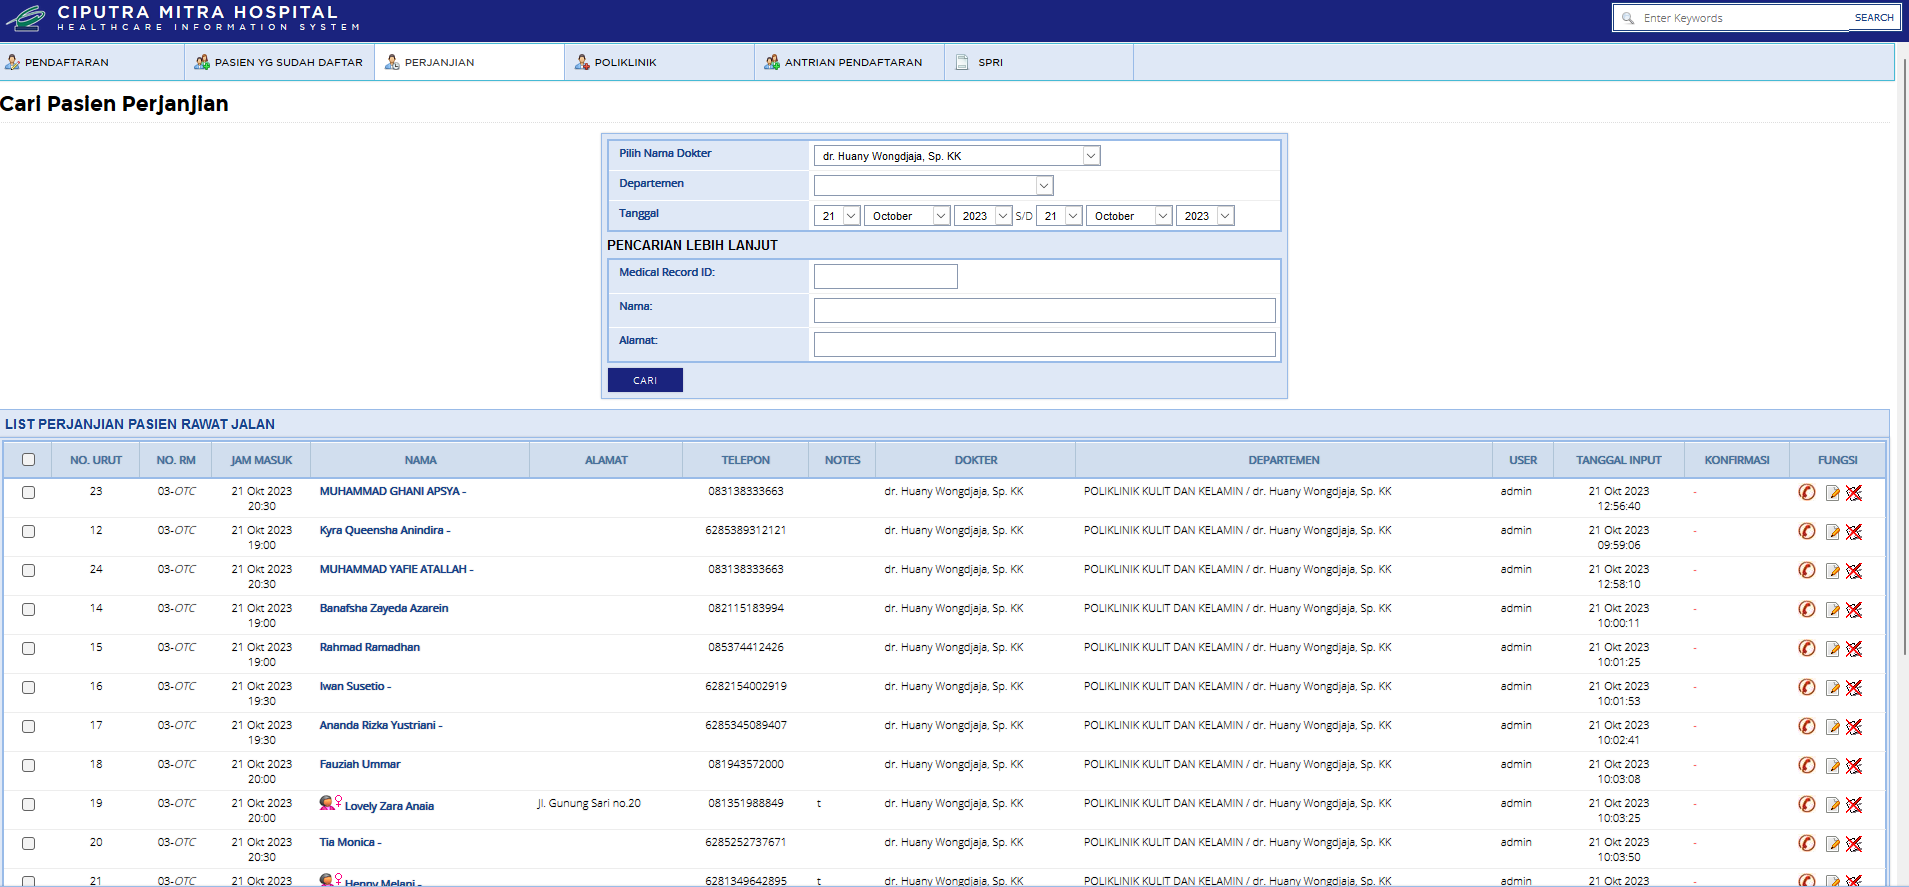 CIPUTRA MITRA HOSPITAL
HEALTHCARE INFORMATION SYSTEM
Enter Keywords SEARCH
PENDAFTARAN PASIEN YG SUDAH DAFTAR PERJANJIAN POLIKLINIK ANTRIAN PENDAFTARAN SPRI
Cari Pasien Perjanjian
Pilih Nama Dokter dr. Huany Wongdjaja, Sp. KK
Departemen
Tanggal 21 October 2023 S/D 21 October 2023
PENCARIAN LEBIH LANJUT
Medical Record ID:
Nama:
Alamat:
CARI
LIST PERJANJIAN PASIEN RAWAT JALAN
NO. URUT NO. RM JAM MASUK NAMA ALAMAT TELEPON NOTES DOKTER DEPARTEMEN USER TANGGAL INPUT KONFIRMASI FUNGSI
23 03-OTC 21 Okt 2023 MUHAMMAD GHANI APSYA - 083138333663 dr. Huany Wongdjaja, Sp. KK POLIKLINIK KULIT DAN KELAMIN / dr. Huany Wongdjaja, Sp. KK admin 21 Okt 2023 -
20:30 12:56:40
12 03-OTC 21 Okt 2023 Kyra Queensha Anindira - 6285389312121 dr. Huany Wongdjaja, Sp. KK POLIKLINIK KULIT DAN KELAMIN / dr. Huany Wongdjaja, Sp. KK admin 21 Okt 2023 -
19:00 09:59:06
24 03-OTC 21 Okt 2023 MUHAMMAD YAFIE ATALLAH - 083138333663 dr. Huany Wongdjaja, Sp. KK POLIKLINIK KULIT DAN KELAMIN / dr. Huany Wongdjaja, Sp. KK admin 21 Okt 2023 -
20:30 12:58:10
14 03-OTC 21 Okt 2023 Banafsha Zayeda Azarein 082115183994 dr. Huany Wongdjaja, Sp. KK POLIKLINIK KULIT DAN KELAMIN / dr. Huany Wongdjaja, Sp. KK admin 21 Okt 2023 -
19:00 10:00:11
15 03-OTC 21 Okt 2023 Rahmad Ramadhan 085374412426 dr. Huany Wongdjaja, Sp. KK POLIKLINIK KULIT DAN KELAMIN / dr. Huany Wongdjaja, Sp. KK admin 21 Okt 2023 -
19:00 10:01:25
16 03-OTC 21 Okt 2023 Iwan Susetio - 6282154002919 dr. Huany Wongdjaja, Sp. KK POLIKLINIK KULIT DAN KELAMIN / dr. Huany Wongdjaja, Sp. KK admin 21 Okt 2023 -
19:30 10:01:53
17 03-OTC 21 Okt 2023 Ananda Rizka Yustriani - 6285345089407 dr. Huany Wongdjaja, Sp. KK POLIKLINIK KULIT DAN KELAMIN / dr. Huany Wongdjaja, Sp. KK admin 21 Okt 2023 -
19:30 10:02:41
18 03-OTC 21 Okt 2023 Fauziah Ummar 081943572000 dr. Huany Wongdjaja, Sp. KK POLIKLINIK KULIT DAN KELAMIN / dr. Huany Wongdjaja, Sp. KK admin 21 Okt 2023 -
20:00 10:03:08
19 03-OTC 21 Okt 2023 Lovely Zara Anaia Jl. Gunung Sari no.20 081351988849 t dr. Huany Wongdjaja, Sp. KK POLIKLINIK KULIT DAN KELAMIN / dr. Huany Wongdjaja, Sp. KK admin 21 Okt 2023 -
20:00 10:03:25
20 03-OTC 21 Okt 2023 Tia Monica - 6285252737671 dr. Huany Wongdjaja, Sp. KK POLIKLINIK KULIT DAN KELAMIN / dr. Huany Wongdjaja, Sp. KK admin 21 Okt 2023 -
20:30 10:03:50
21 03-OTC 21 Okt 2023 Henny Melani - 6281349642895 t dr. Huany Wongdjaja, Sp. KK POLIKLINIK KULIT DAN KELAMIN / dr. Huany Wongdjaja, Sp. KK admin 21 Okt 2023 -